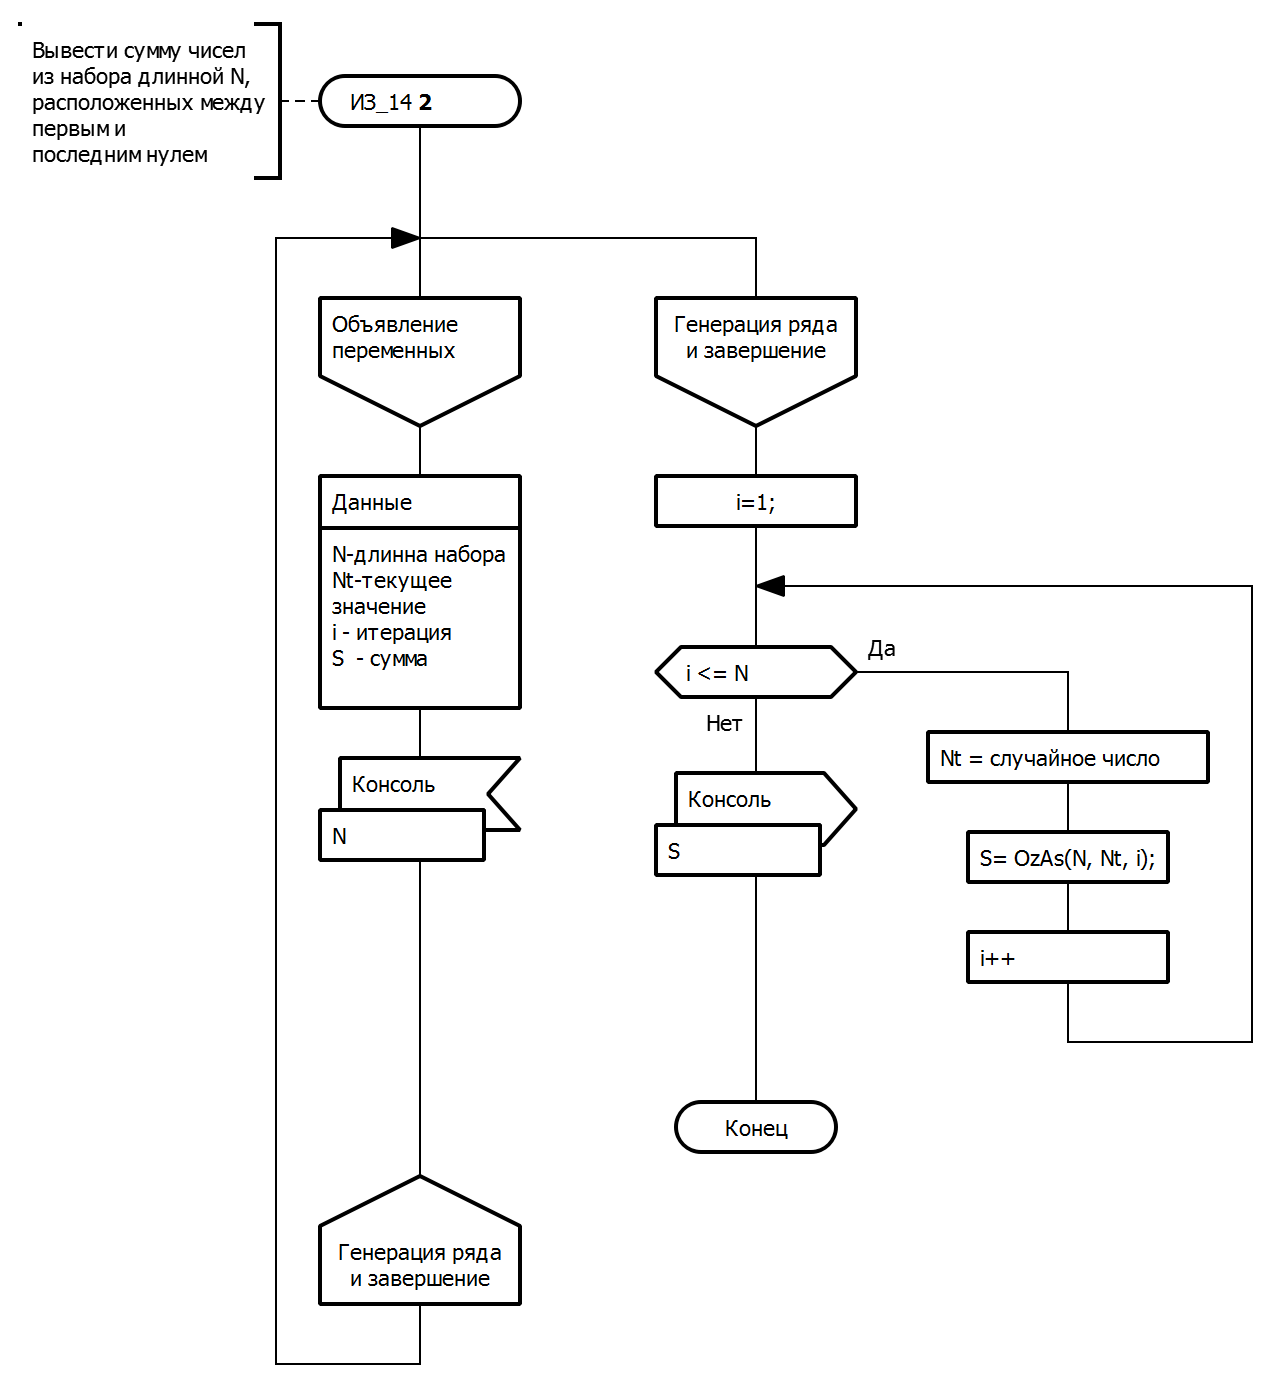 Вывести сумму чисел
из набора длинной N,
расположенных между
первым и
последним нулем
ИЗ_14 2
Объявление
переменных
Данные
N-длинна набора
Nt-текущее
значение
i - итерация
S - сумма
Консоль
N
Генерация ряда
и завершение
Генерация ряда
и завершение
i=1;
i <= N
Да
Нет
Консоль
S
Конец
Nt = случайное число
S= OzAs(N, Nt, i);
i++